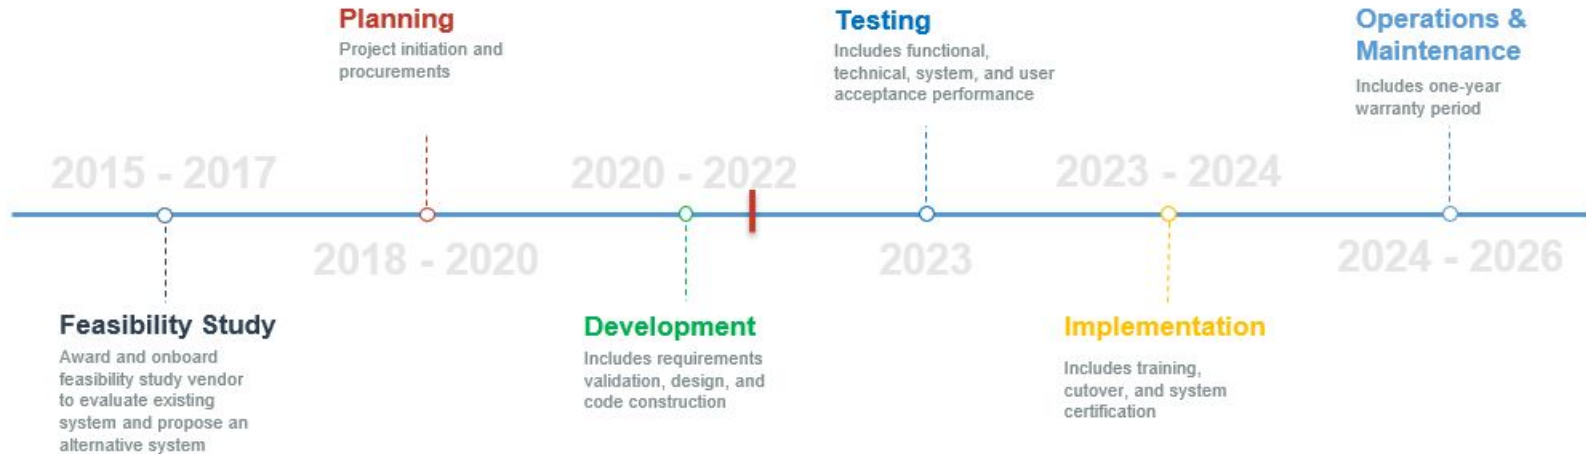 Planning
Project initiation and
procurements
Testing
Includes functional,
technical, system, and user
acceptance performance
Operations &
Maintenance
Includes one-year
warranty period
2015 - 2017
2020 - 2022
2023 - 2024
2018 - 2020
2023
2024 - 2026
Feasibility Study
Award and onboard
feasibility study vendor
to evaluate existing
system and propose an
alternative system
Development
Includes requirements
validation, design, and
code construction
Implementation
Includes training,
cutover, and system
certification